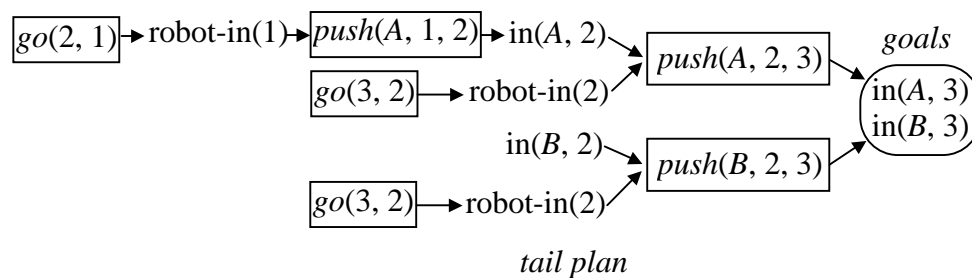 go(2, 1) robot-in(1) push(A, 1, 2) in(A, 2)
goals
push(A, 2, 3)
go(3, 2) robot-in(2)
in(A, 3)
in(B, 3)
in(B, 2)
push(B, 2, 3)
go(3, 2) robot-in(2)
tail plan